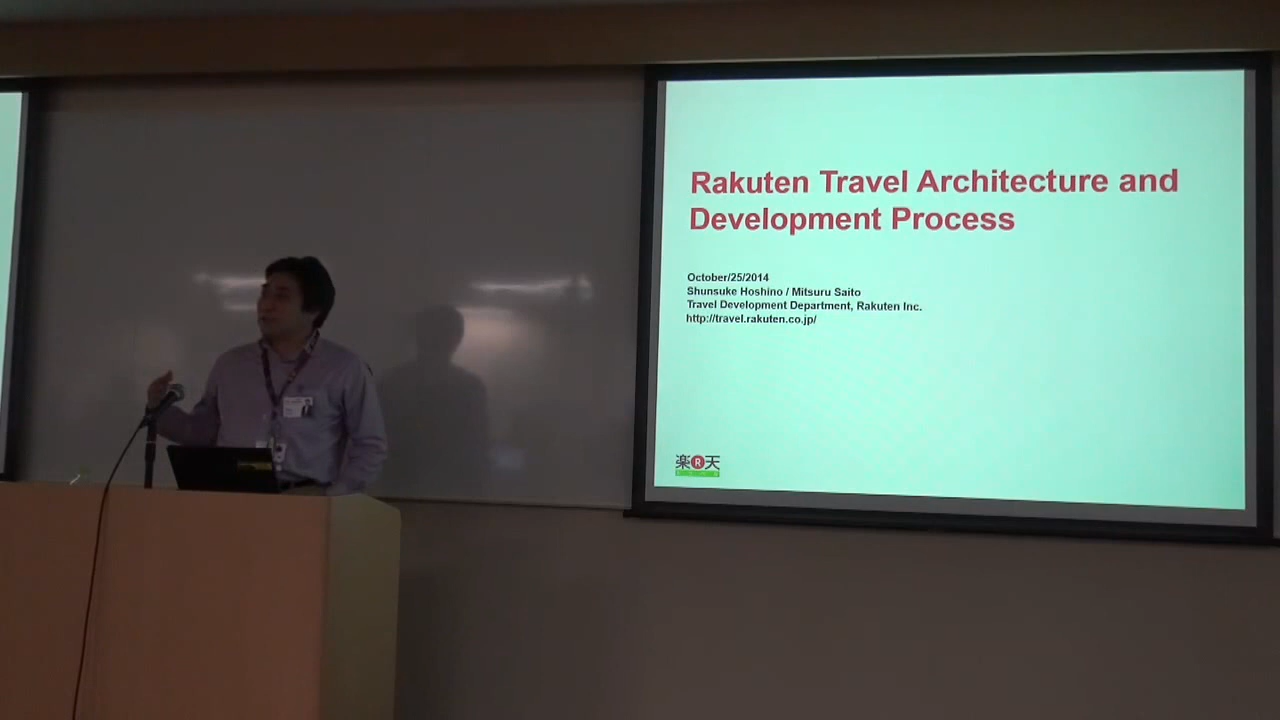 Rakuten Travel Architecture and
Development Process
October/25/2014
Shunsuke Hoshino / Mitsuru Saito
Travel Development Department, Rakuten Inc.
http://travel.rakuten.co.jp/
楽R天